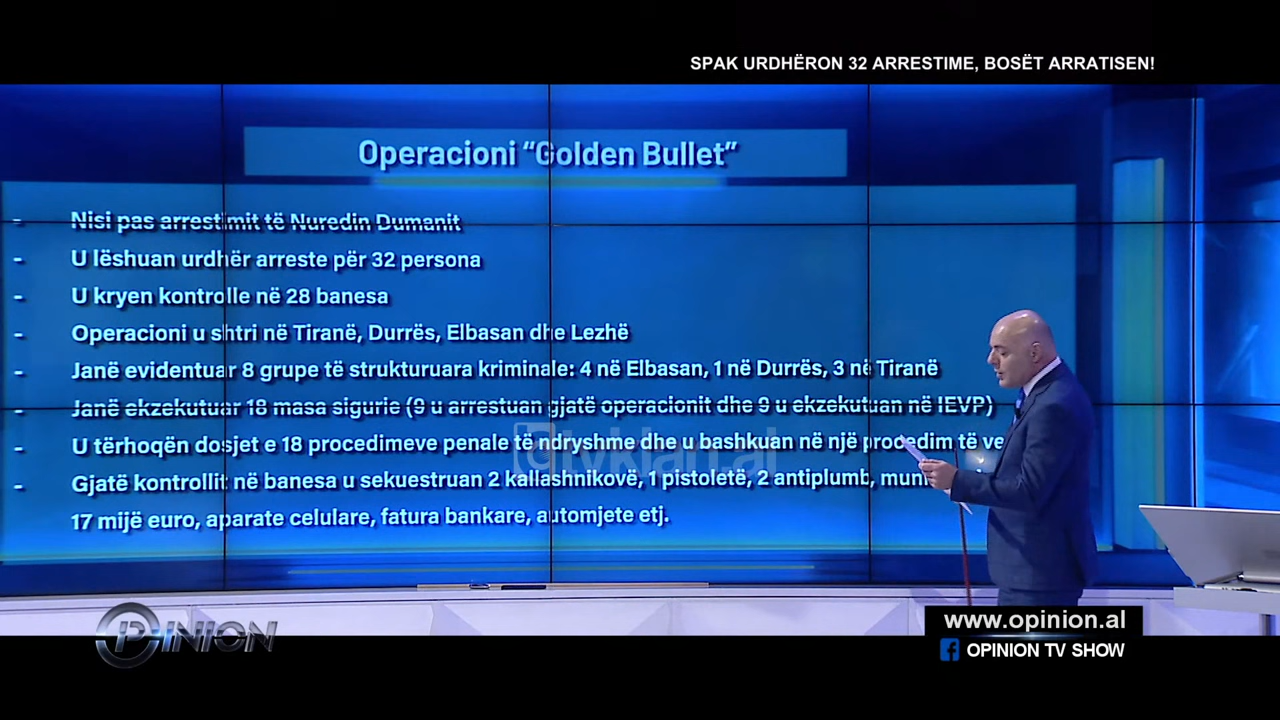 SPAK URDHËRON 32 ARRESTIME, BOSËT ARRATISEN!
Operacioni “Golden Bullet”
- Nisi pas arrestimit të Nuredin Dumanit
- U lëshuan urdhër arreste për 32 persona
- U kryen kontrolle në 28 banesa
- Operacioni u shtri në Tiranë, Durrës, Elbasan dhe Lezhë
- Janë evidentuar 8 grupe të strukturuara kriminale: 4 në Elbasan, 1 në Durrës, 3 në Tiranë
- Janë ekzekutuar 18 masa sigurie (9 u arrestuan gjatë operacionit dhe 9 u ekzekutuan në IEVP)
- U tërhoqën dosjet e 18 procedimeve penale të ndryshme dhe u bashkuan në një procedim të
- Gjatë kontrollit në banesa u sekuestruan 2 kallashnikovë, 1 pistoletë, 2 antiplumb,
17 mijë euro, aparate celulare, fatura bankare, automjete etj.
tvklan.al
OPINION
www.opinion.al
OPINION TV SHOW